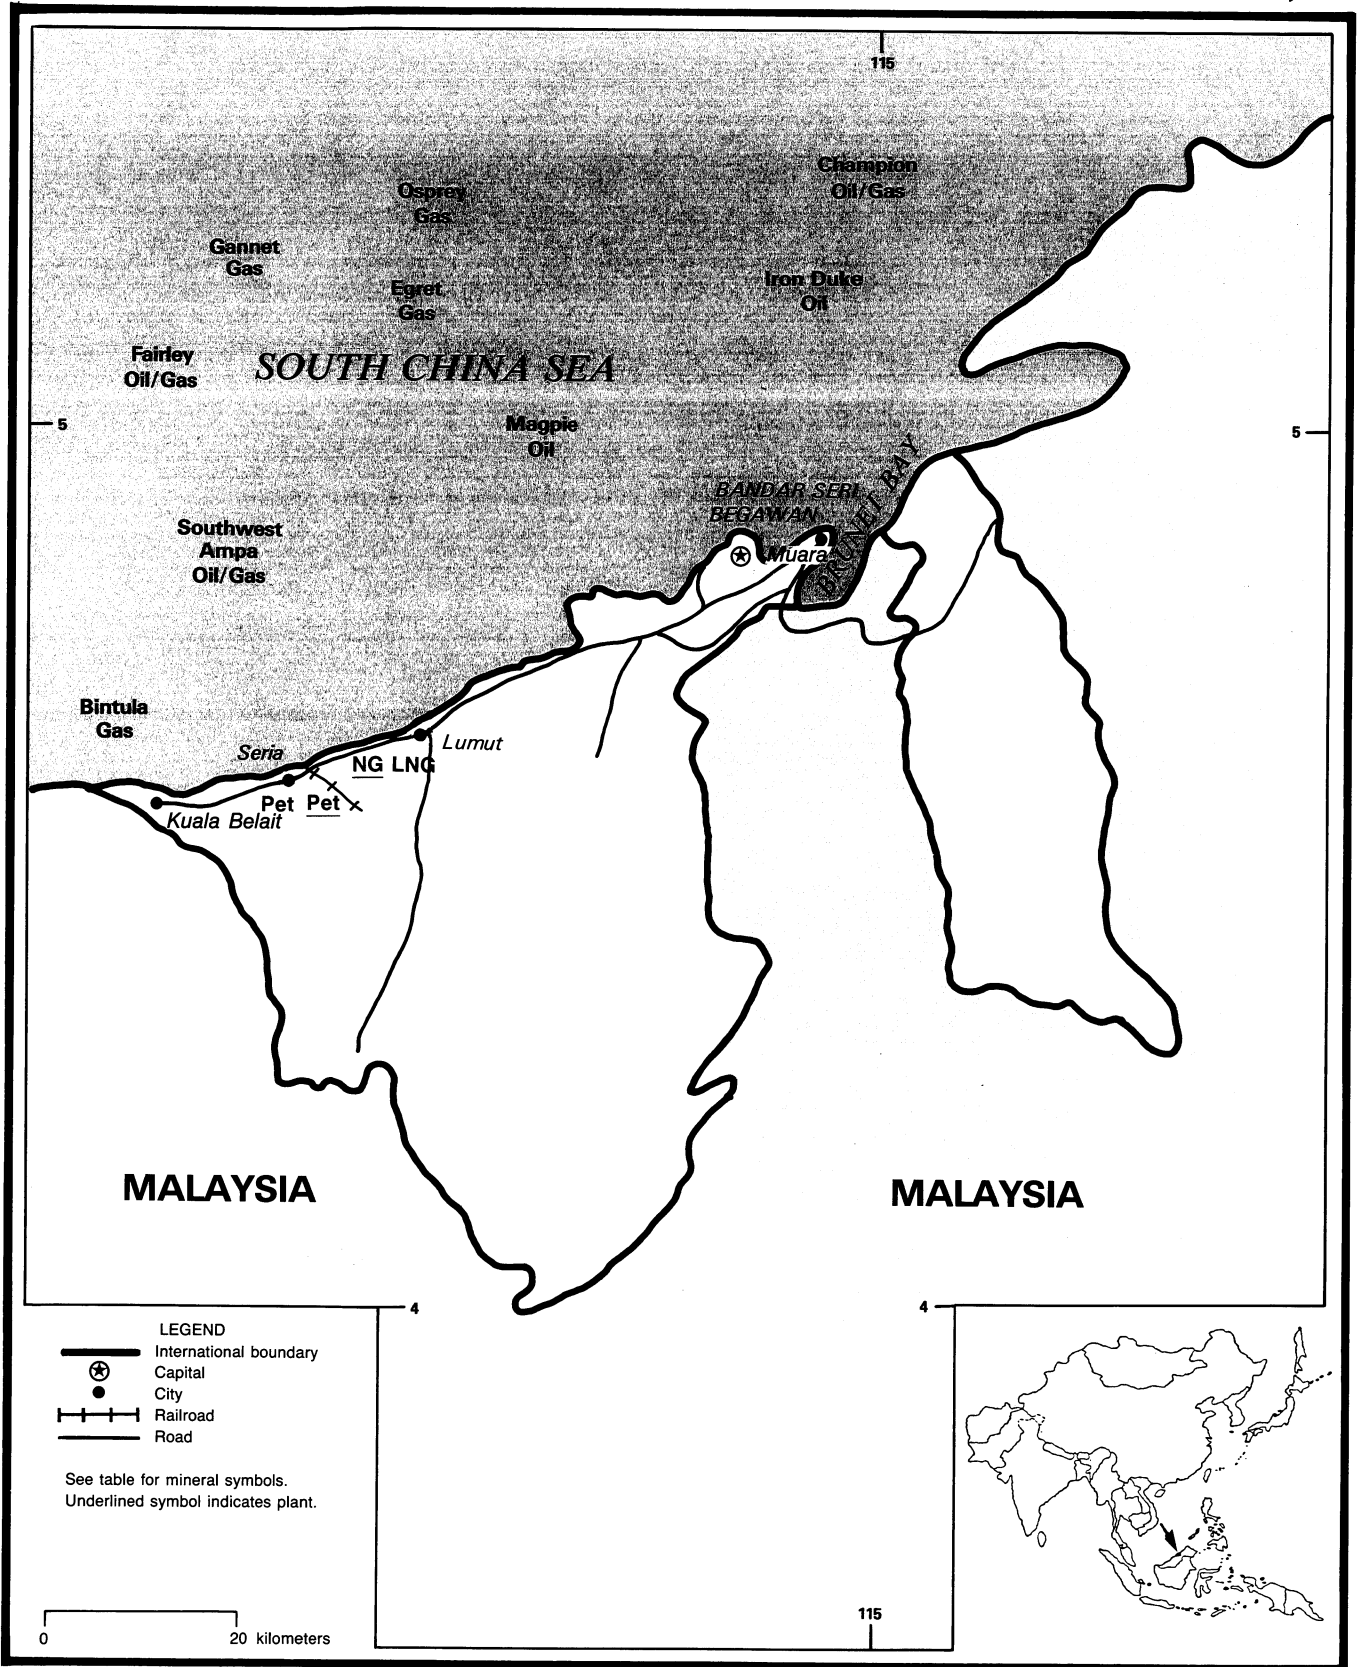 115
Champion
Oil/Gas
Osprey
Gas
Gannet
Gas
Iron Duke
Oil
Egret
Gas
Fairley
Oil/Gas
SOUTH CHINA SEA
5
Magpie
Oil
5
BRUNEI BAY
BANDAR SERI
BEGAWAN
Southwest
Ampa
Oil/Gas
Muara
Bintula
Gas
Seria
Lumut
NG LNG
Pet Pet
Kuala Belait
MALAYSIA
MALAYSIA
4
4
LEGEND
International boundary
Capital
City
Railroad
Road
See table for mineral symbols.
Underlined symbol indicates plant.
115
0 20 kilometers